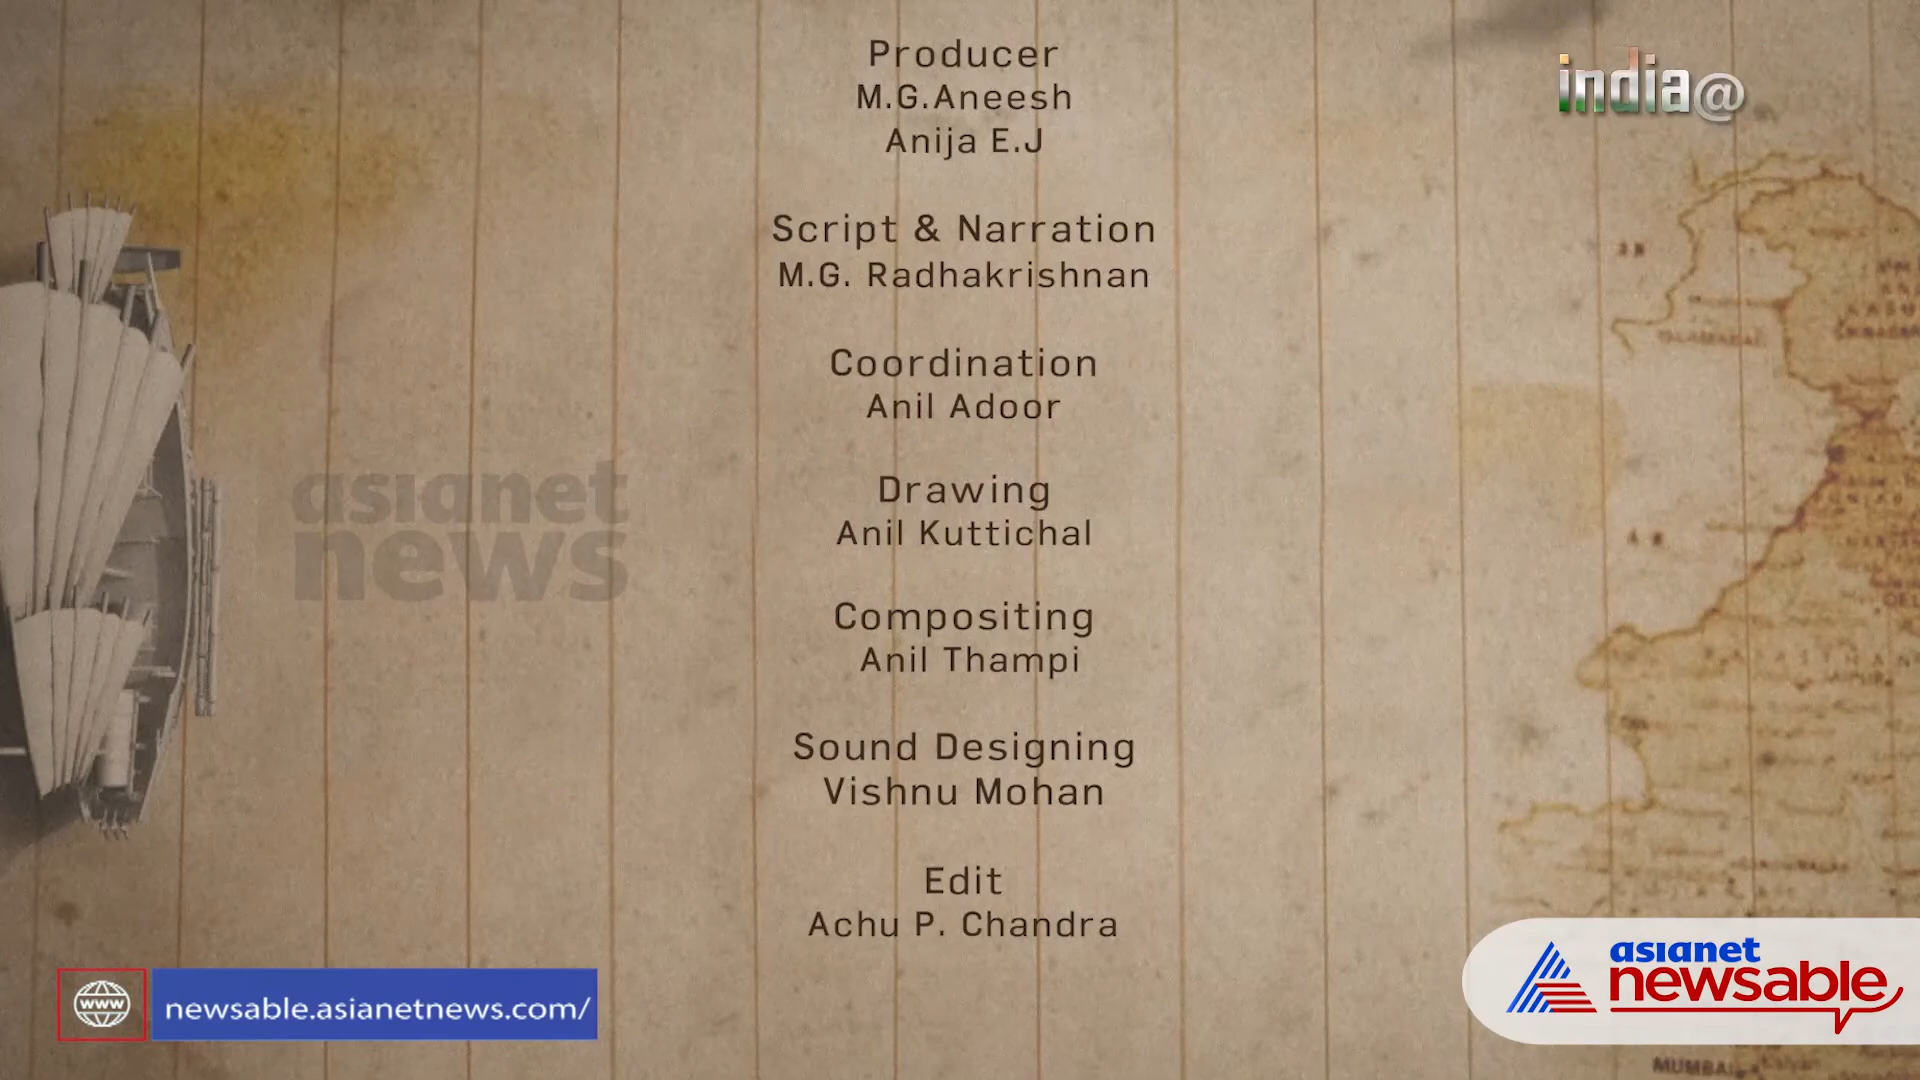 Producer
M.G.Aneesh
Anija E.J
Script & Narration
M.G. Radhakrishnan
Coordination
Anil Adoor
Drawing
Anil Kuttichal
Compositing
Anil Thampi
Sound Designing
Vishnu Mohan
Edit
Achu P. Chandra
india@
asianet
news
www
newsable.asianetnews.com/
asianet
newsable
MUMBAI